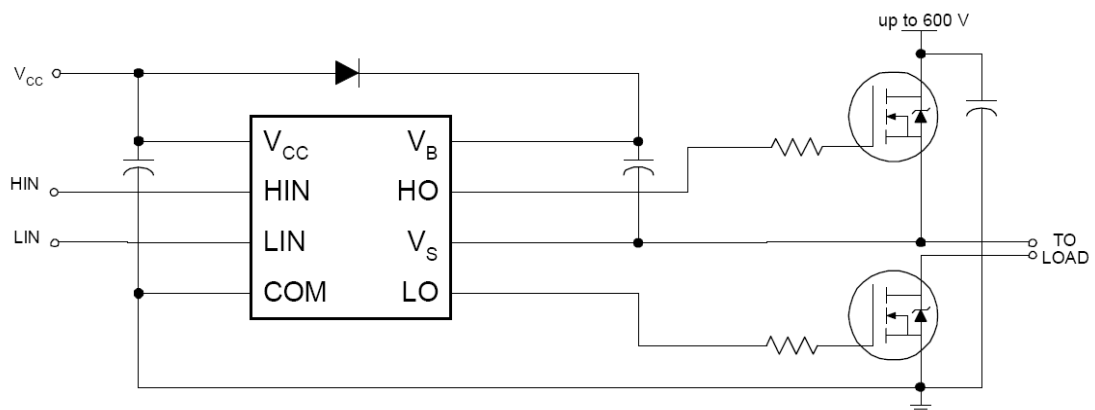 up to 600 V
VCC
VCC
VB
HIN
HIN
HO
LIN
LIN
VS
TO
LOAD
COM
LO